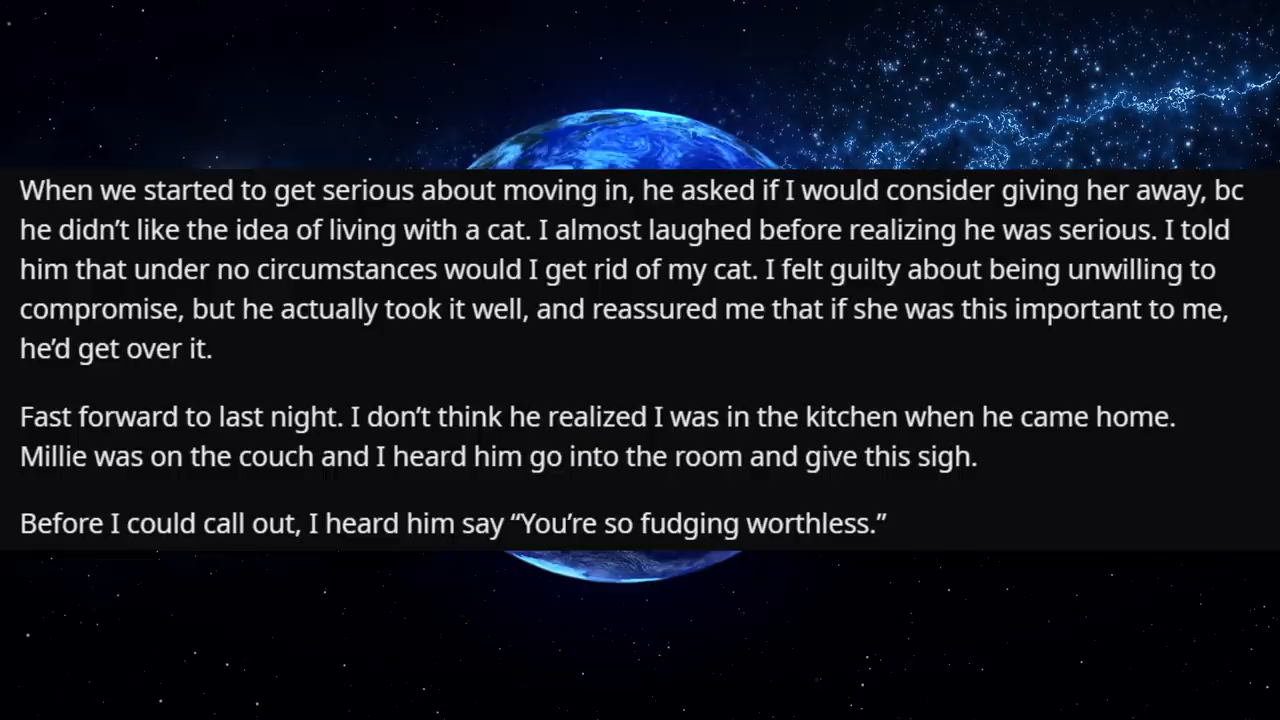 When we started to get serious about moving in, he asked if I would consider giving her away, bc
he didn’t like the idea of living with a cat. I almost laughed before realizing he was serious. I told
him that under no circumstances would I get rid of my cat. I felt guilty about being unwilling to
compromise, but he actually took it well, and reassured me that if she was this important to me,
he’d get over it.
Fast forward to last night. I don’t think he realized I was in the kitchen when he came home.
Millie was on the couch and I heard him go into the room and give this sigh.
Before I could call out, I heard him say “You’re so fudging worthless.”